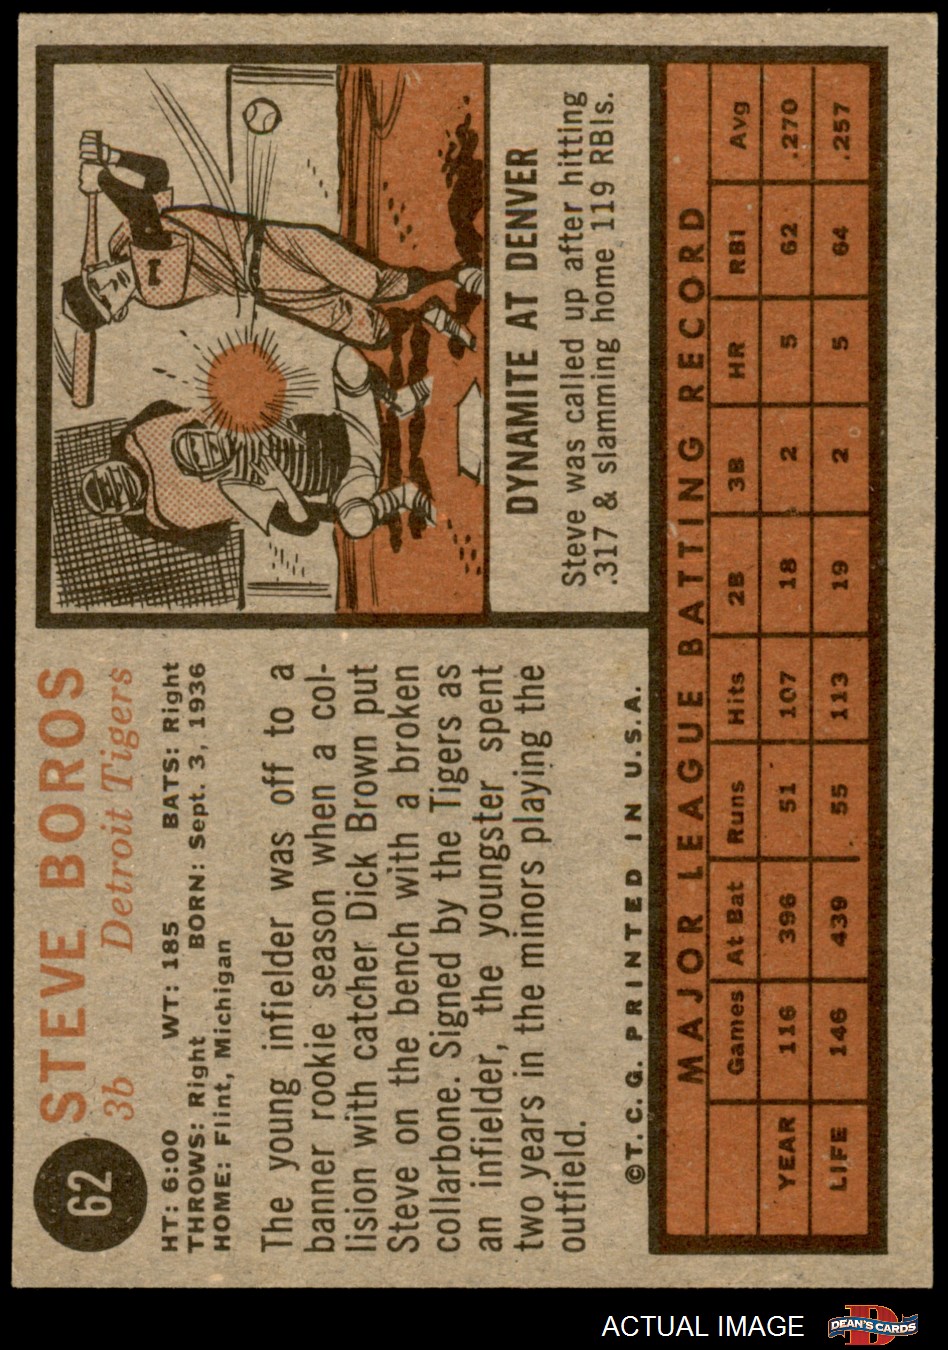 62
STEVE BOROS
3b Detroit Tigers
HT: 6:00 WT: 185 BATS: Right
THROWS: Right BORN: Sept. 3, 1936
HOME: Flint, Michigan
The young infielder was off to a
banner rookie season when a col-
lision with catcher Dick Brown put
Steve on the bench with a broken
collarbone. Signed by the Tigers as
an infielder, the youngster spent
two years in the minors playing the
outfield.
©T. C. G. PRINTED IN U.S.A.
1
DYNAMITE AT DENVER
Steve was called up after hitting
.317 & slamming home 119 RBIs.
MAJOR LEAGUE BATTING RECORD
Games At Bat Runs Hits 2B 3B HR RBI Avg
YEAR 116 396 51 107 18 2 5 62 .270
LIFE 146 439 55 113 19 2 5 64 .257
ACTUAL IMAGE
D
DEAN'S CARDS